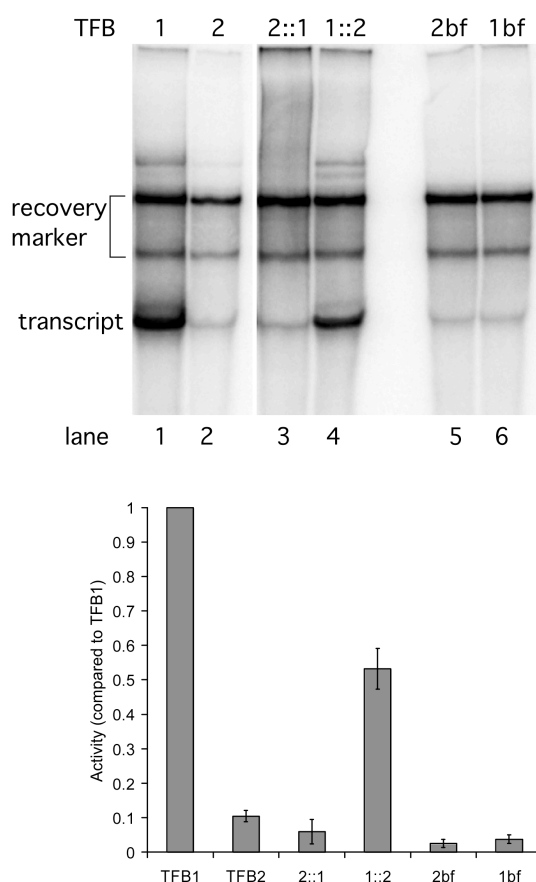 TFB 1 2 2::1 1::2 2bf 1bf
recovery
marker
transcript
lane 1 2 3 4 5 6
Activity (compared to TFB1)
1
0.9
0.8
0.7
0.6
0.5
0.4
0.3
0.2
0.1
0
TFB1 TFB2 2::1 1::2 2bf 1bf